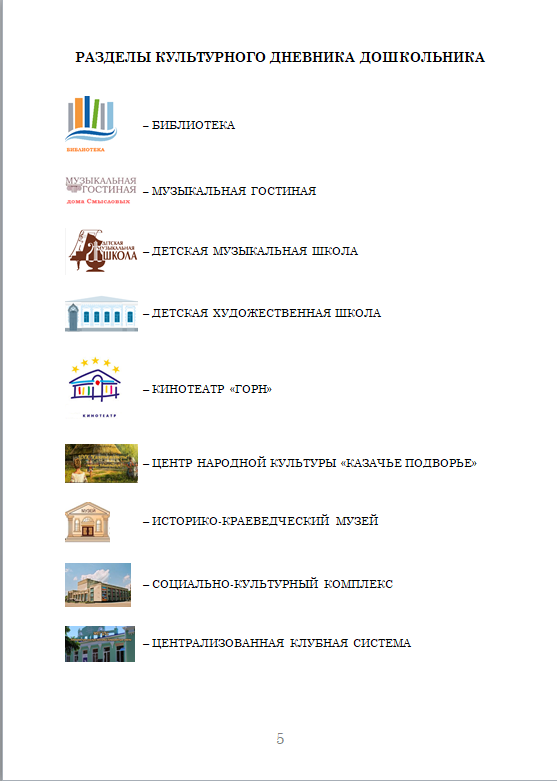 РАЗДЕЛЫ КУЛЬТУРНОГО ДНЕВНИКА ДОШКОЛЬНИКА
БИБЛИОТЕКА
– БИБЛИОТЕКА
МУЗЫКАЛЬНАЯ
ГОСТИНАЯ
дома Смысловых
– МУЗЫКАЛЬНАЯ ГОСТИНАЯ
ДЕТСКАЯ
МУЗЫКАЛЬНАЯ
ШКОЛА
– ДЕТСКАЯ МУЗЫКАЛЬНАЯ ШКОЛА
– ДЕТСКАЯ ХУДОЖЕСТВЕННАЯ ШКОЛА
КИНОТЕАТР
– КИНОТЕАТР «ГОРН»
– ЦЕНТР НАРОДНОЙ КУЛЬТУРЫ «КАЗАЧЬЕ ПОДВОРЬЕ»
МУЗЕЙ
– ИСТОРИКО-КРАЕВЕДЧЕСКИЙ МУЗЕЙ
– СОЦИАЛЬНО-КУЛЬТУРНЫЙ КОМПЛЕКС
– ЦЕНТРАЛИЗОВАННАЯ КЛУБНАЯ СИСТЕМА
5